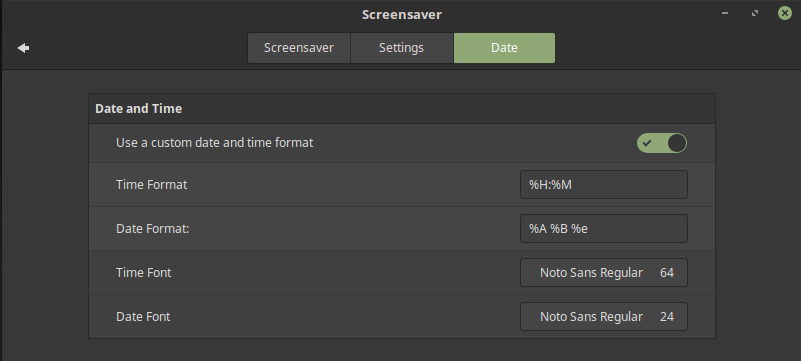 Screensaver
Screensaver Settings Date
Date and Time
Use a custom date and time format
Time Format %H:%M
Date Format: %A %B %e
Time Font Noto Sans Regular 64
Date Font Noto Sans Regular 24